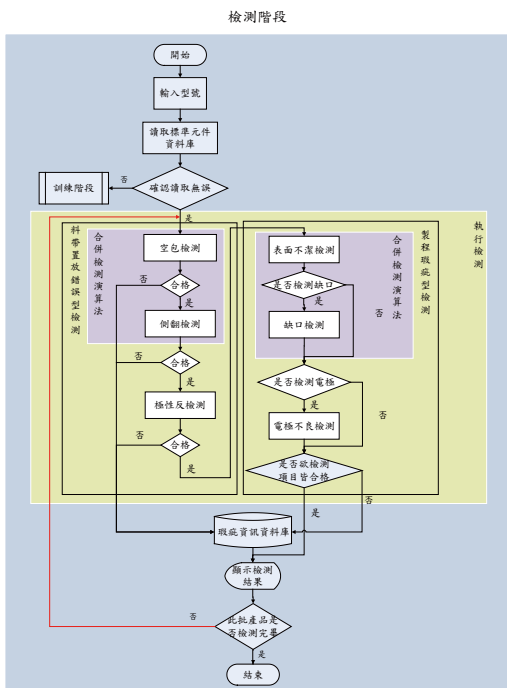 檢測階段
開始
輸入型號
讀取標準元件
資料庫
確認讀取無誤
否
訓練階段
是
執行檢測
料帶置放錯誤型檢測
合併檢測演算法
空包檢測
否
合格
是
側翻檢測
否
合格
是
極性反檢測
否
合格
是
製程瑕疵型檢測
合併檢測演算法
表面不潔檢測
是否檢測缺口
是
否
缺口檢測
是否檢測電極
是
否
電極不良檢測
是否欲檢測
項目皆合格
是
否
瑕疵資訊資料庫
顯示檢測
結果
否
此批產品是
否檢測完畢
是
結束